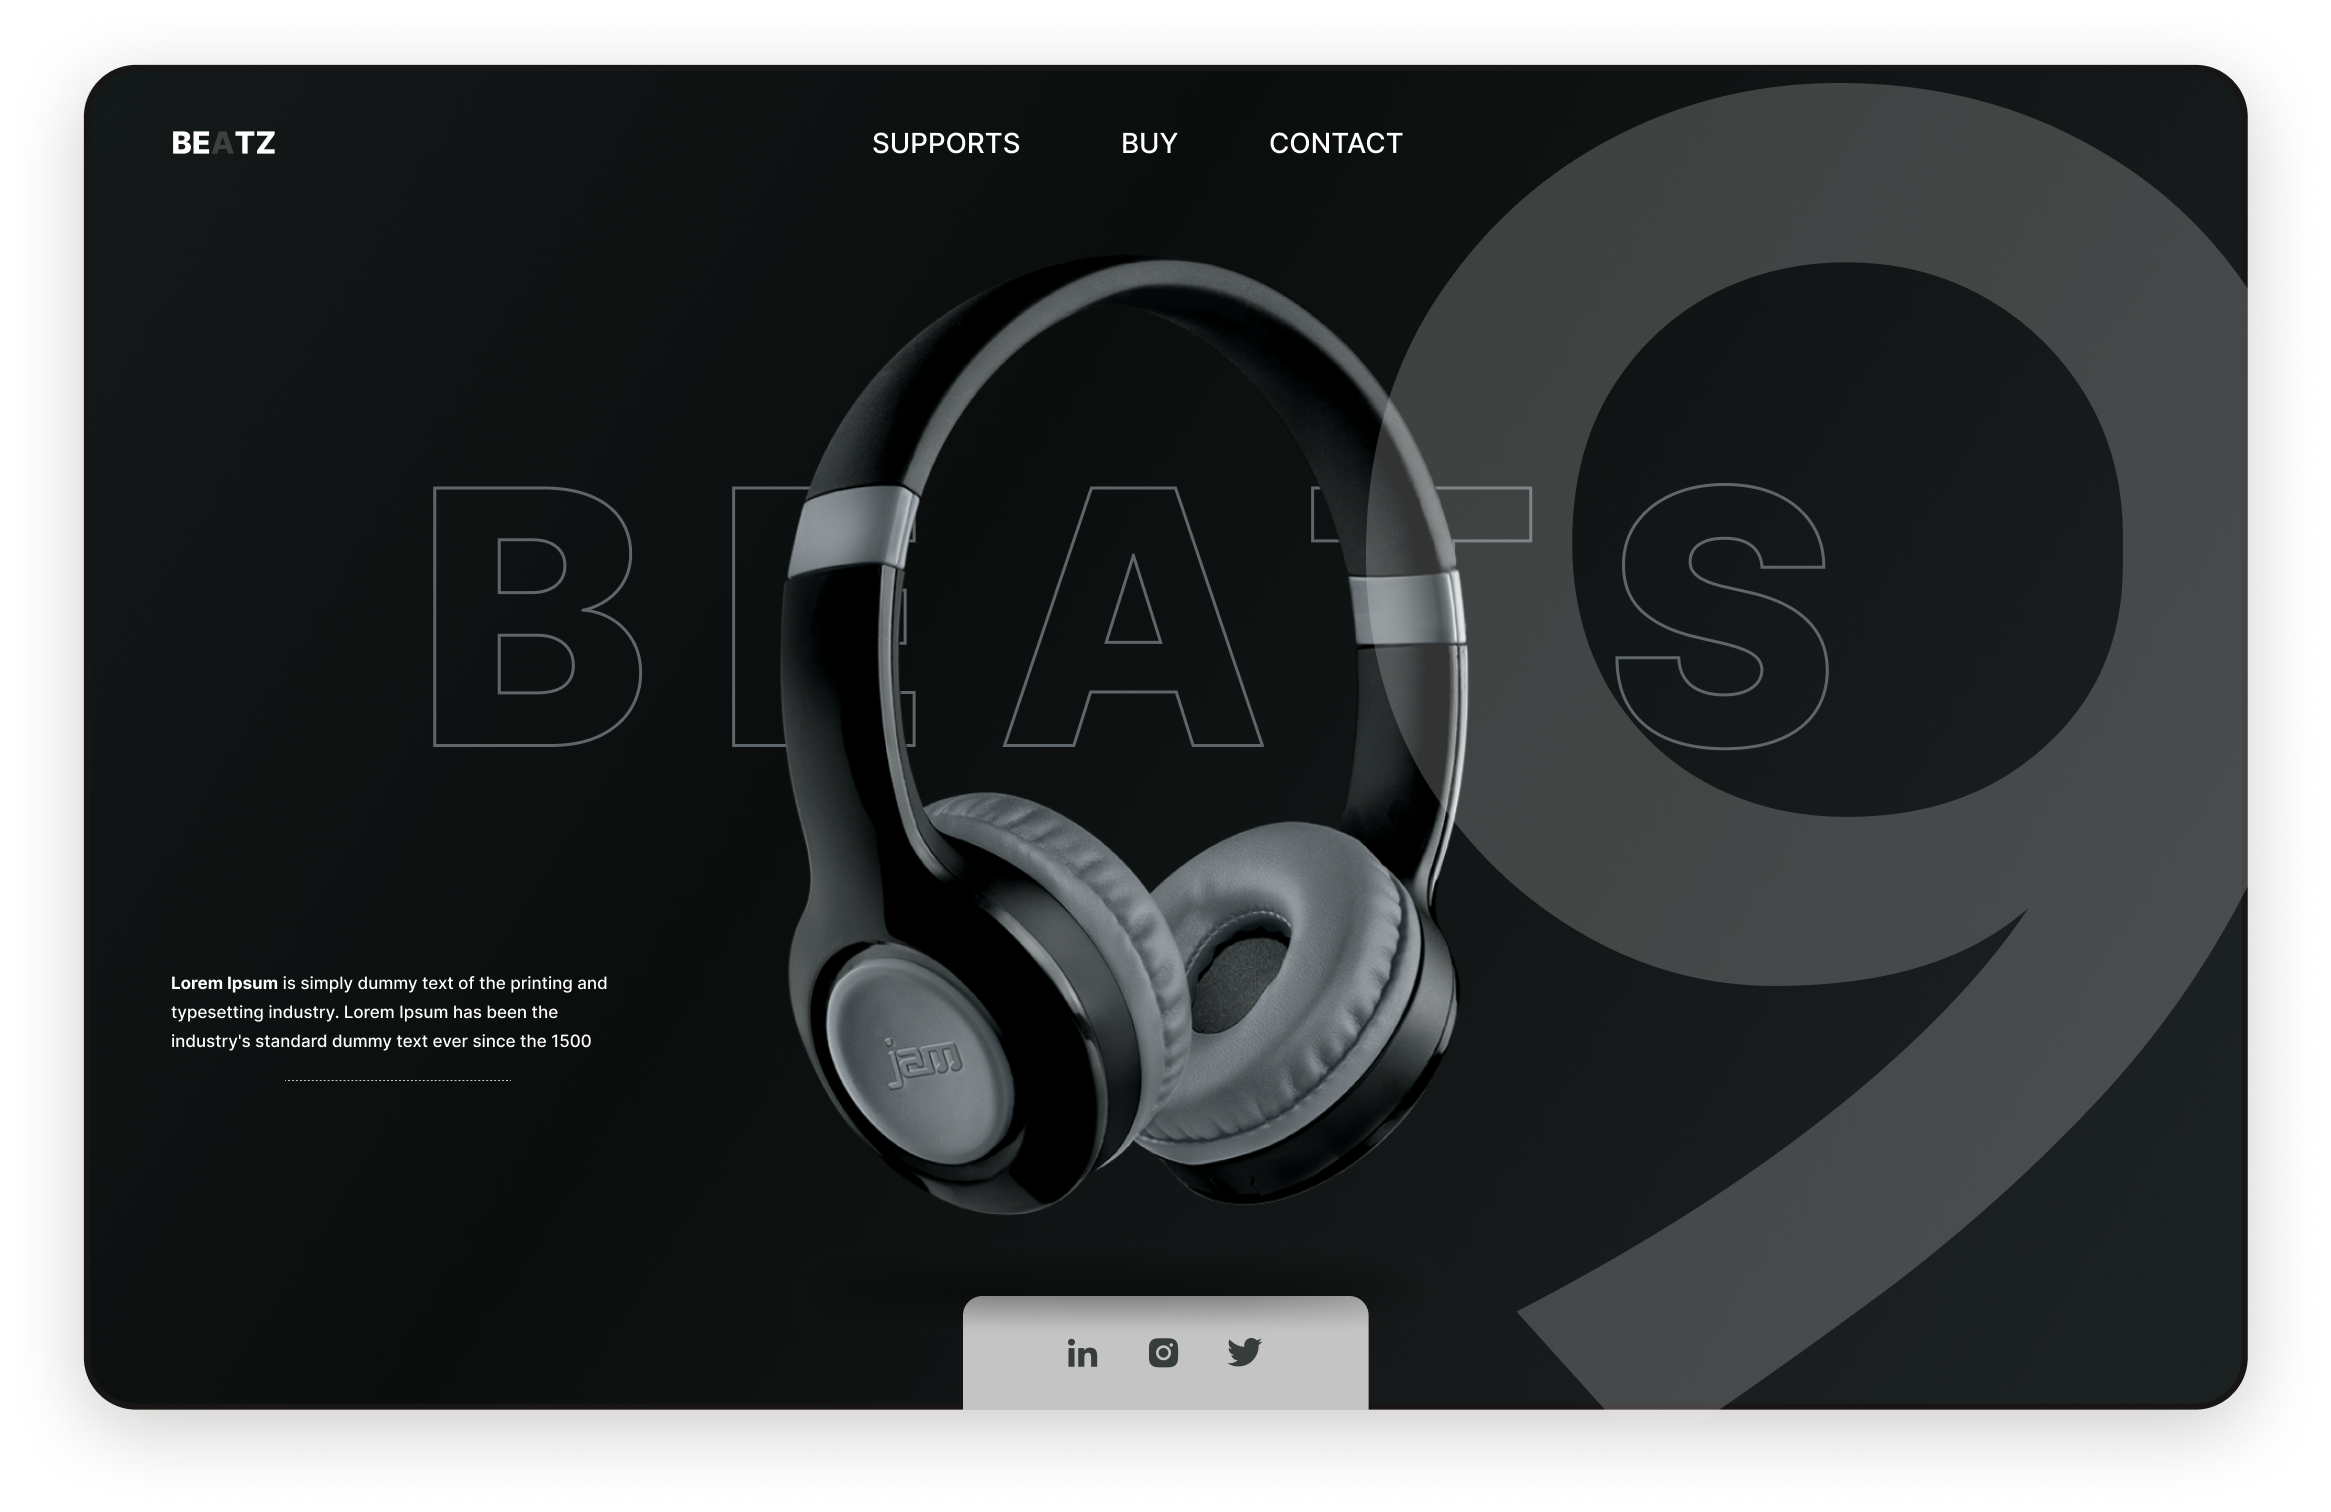 BEATZ
SUPPORTS BUY CONTACT
9
BEATS
Lorem Ipsum is simply dummy text of the printing and
typesetting industry. Lorem Ipsum has been the
industry's standard dummy text ever since the 1500
jam
in